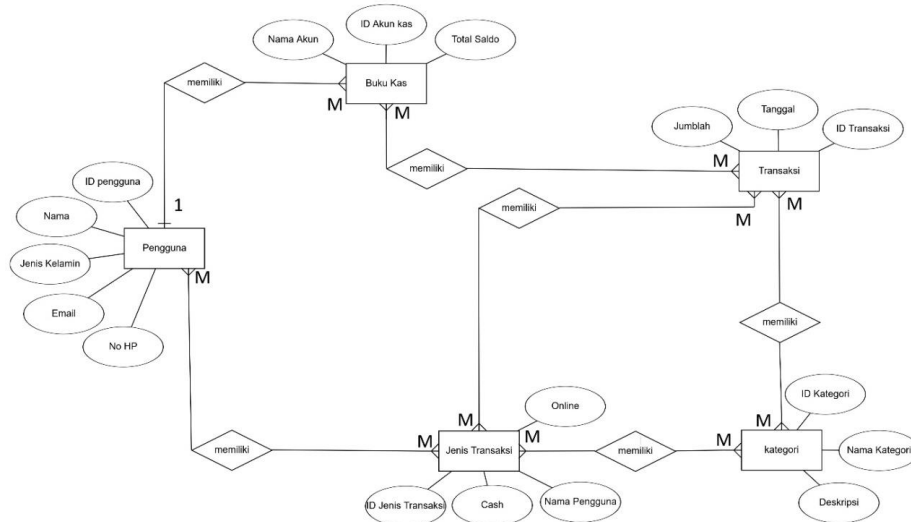 ID Akun kas
Nama Akun
Total Saldo
memiliki
Buku Kas
M
M
Tanggal
Jumblah
ID Transaksi
memiliki
M
Transaksi
ID pengguna
memiliki
M
M
1
Nama
Pengguna
M
Jenis Kelamin
Email
memiliki
No HP
ID Kategori
Online
M
M
M
M
memiliki
Jenis Transaksi
memiliki
M
kategori
Nama Kategori
ID Jenis Transaksi
Cash
Nama Pengguna
Deskripsi